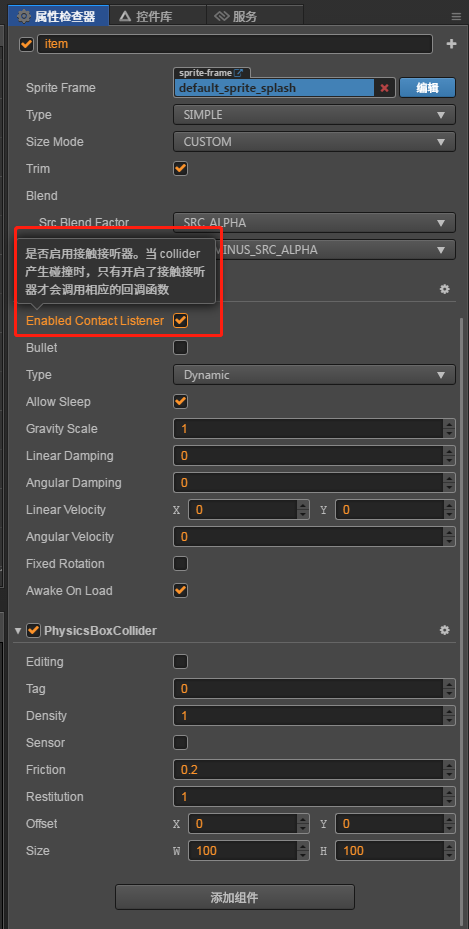 属性检查器 控件库 服务
item
sprite-frame
Sprite Frame default_sprite_splash 编辑
Type SIMPLE
Size Mode CUSTOM
Trim
Blend
Src Blend Factor SRC_ALPHA
MINUS_SRC_ALPHA
是否启用接触接听器。当 collider
产生碰撞时，只有开启了接触接听
器才会调用相应的回调函数
Enabled Contact Listener
Bullet
Type Dynamic
Allow Sleep
Gravity Scale 1
Linear Damping 0
Angular Damping 0
Linear Velocity X 0 Y 0
Angular Velocity 0
Fixed Rotation
Awake On Load
PhysicsBoxCollider
Editing
Tag 0
Density 1
Sensor
Friction 0.2
Restitution 1
Offset X 0 Y 0
Size W 100 H 100
添加组件